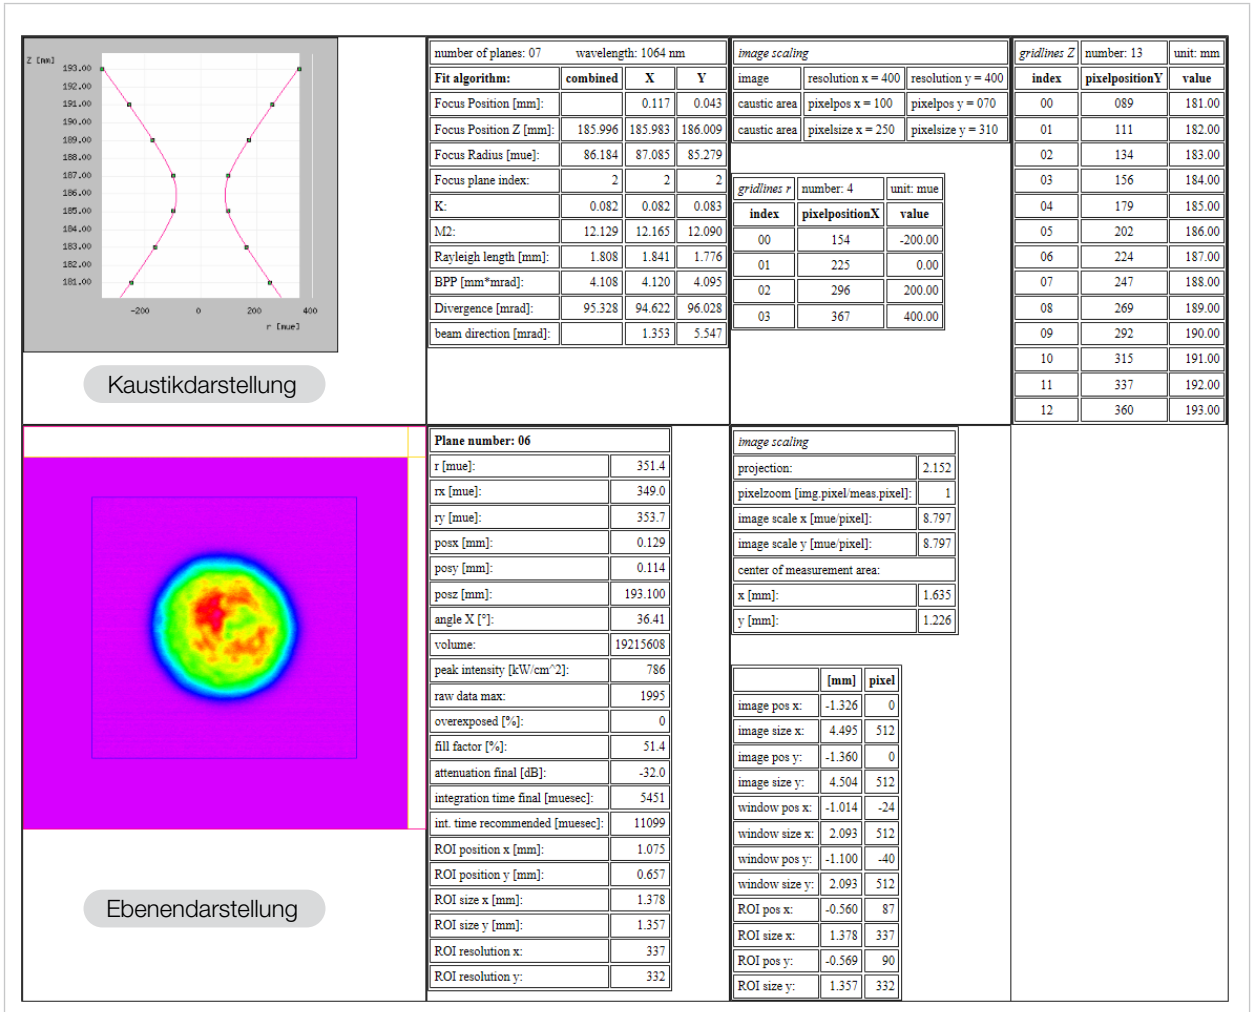 Z [mm]
193.00
192.00
191.00
190.00
189.00
188.00
187.00
186.00
185.00
184.00
183.00
182.00
181.00
-200 0 200 400
r [mue]
Kaustikdarstellung
number of planes: 07 wavelength: 1064 nm
Fit algorithm: combined X Y
Focus Position [mm]: 0.117 0.043
Focus Position Z [mm]: 185.996 185.983 186.009
Focus Radius [mue]: 86.184 87.085 85.279
Focus plane index: 2 2 2
K: 0.082 0.082 0.083
M2: 12.129 12.165 12.090
Rayleigh length [mm]: 1.808 1.841 1.776
BPP [mm*mrad]: 4.108 4.120 4.095
Divergence [mrad]: 95.328 94.622 96.028
beam direction [mrad]: 1.353 5.547
image scaling
image resolution x = 400 resolution y = 400
caustic area pixelpos x = 100 pixelpos y = 070
caustic area pixelsize x = 250 pixelsize y = 310
gridlines r number: 4 unit: mue
index pixelpositionX value
00 154 -200.00
01 225 0.00
02 296 200.00
03 367 400.00
gridlines Z number: 13 unit: mm
index pixelpositionY value
00 089 181.00
01 111 182.00
02 134 183.00
03 156 184.00
04 179 185.00
05 202 186.00
06 224 187.00
07 247 188.00
08 269 189.00
09 292 190.00
10 315 191.00
11 337 192.00
12 360 193.00
Ebenendarstellung
Plane number: 06
r [mue]: 351.4
rx [mue]: 349.0
ry [mue]: 353.7
posx [mm]: 0.129
posy [mm]: 0.114
posz [mm]: 193.100
angle X [°]: 36.41
volume: 19215608
peak intensity [kW/cm^2]: 786
raw data max: 1995
overexposed [%]: 0
fill factor [%]: 51.4
attenuation final [dB]: -32.0
integration time final [muesec]: 5451
int. time recommended [muesec]: 11099
ROI position x [mm]: 1.075
ROI position y [mm]: 0.657
ROI size x [mm]: 1.378
ROI size y [mm]: 1.357
ROI resolution x: 337
ROI resolution y: 332
image scaling
projection: 2.152
pixelzoom [img.pixel/meas.pixel]: 1
image scale x [mue/pixel]: 8.797
image scale y [mue/pixel]: 8.797
center of measurement area:
x [mm]: 1.635
y [mm]: 1.226
[mm] pixel
image pos x: -1.326 0
image size x: 4.495 512
image pos y: -1.360 0
image size y: 4.504 512
window pos x: -1.014 -24
window size x: 2.093 512
window pos y: -1.100 -40
window size y: 2.093 512
ROI pos x: -0.560 87
ROI size x: 1.378 337
ROI pos y: -0.569 90
ROI size y: 1.357 332